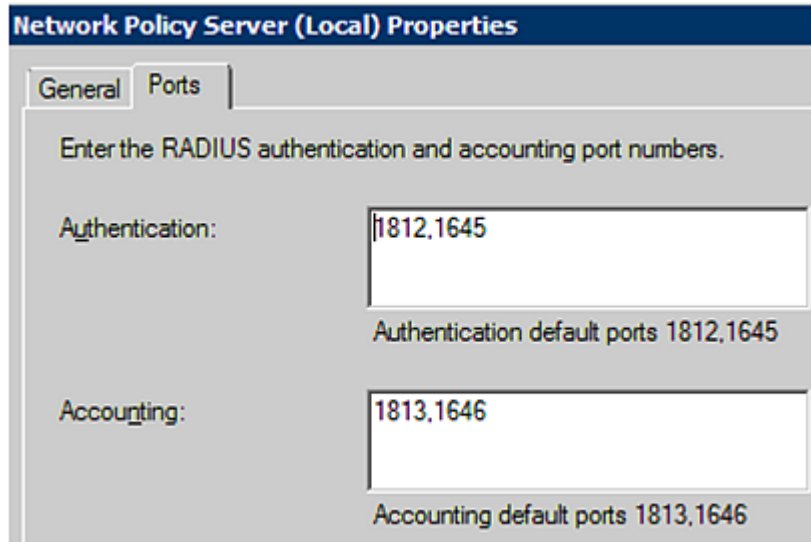 Network Policy Server (Local) Properties
General Ports
Enter the RADIUS authentication and accounting port numbers.
Authentication: 1812,1645
Authentication default ports 1812,1645
Accounting: 1813,1646
Accounting default ports 1813,1646